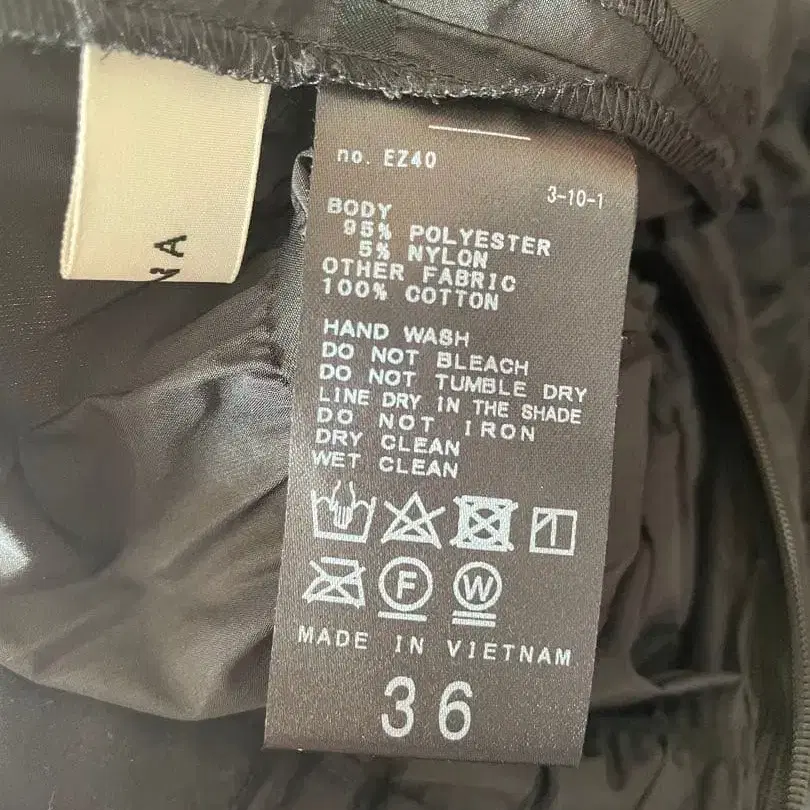 no. EZ40
3-10-1
BODY
95% POLYESTER
5% NYLON
OTHER FABRIC
100% COTTON
HAND WASH
DO NOT BLEACH
DO NOT TUMBLE DRY
LINE DRY IN THE SHADE
DO NOT IRON
DRY CLEAN
WET CLEAN
F W
MADE IN VIETNAM
36